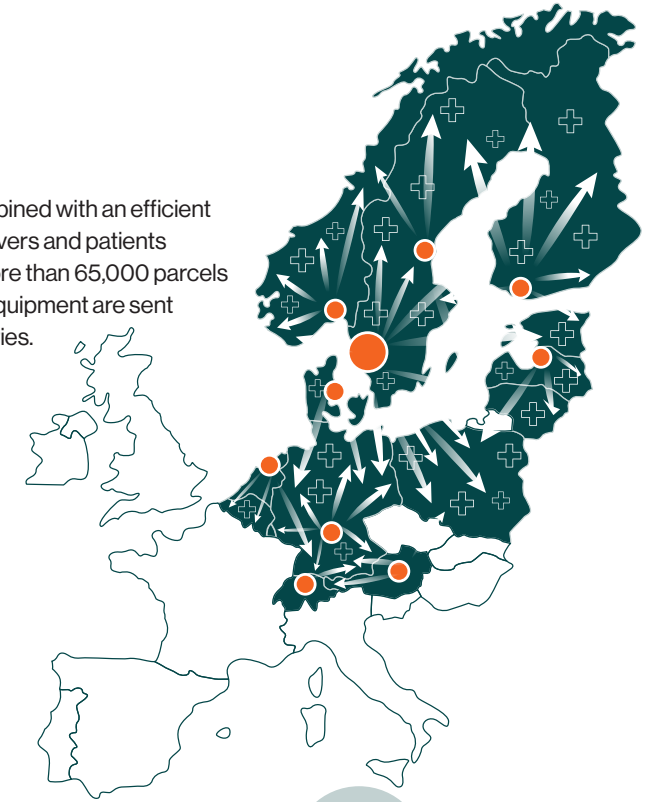 bined with an efficient
vers and patients
re than 65,000 parcels
quipment are sent
ies.